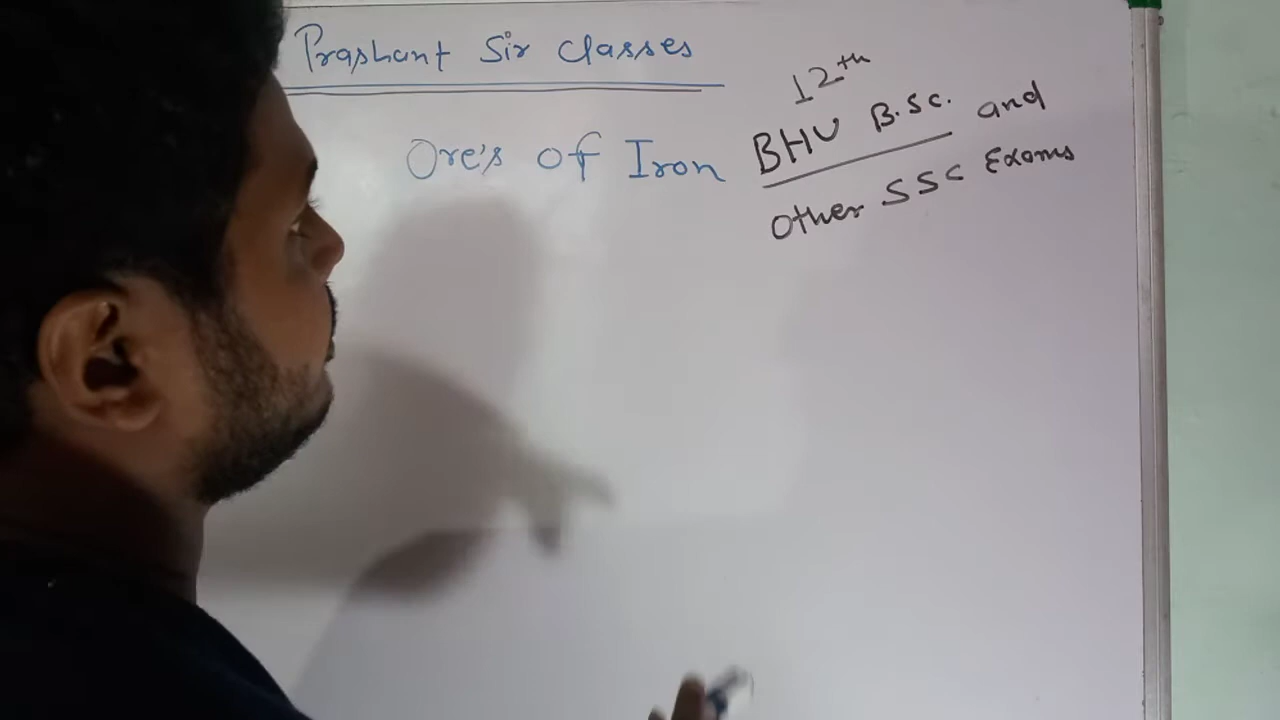 Prashant Sir Classes
Ore's of Iron
12th
BHU B.Sc. and
Other SSC Exams